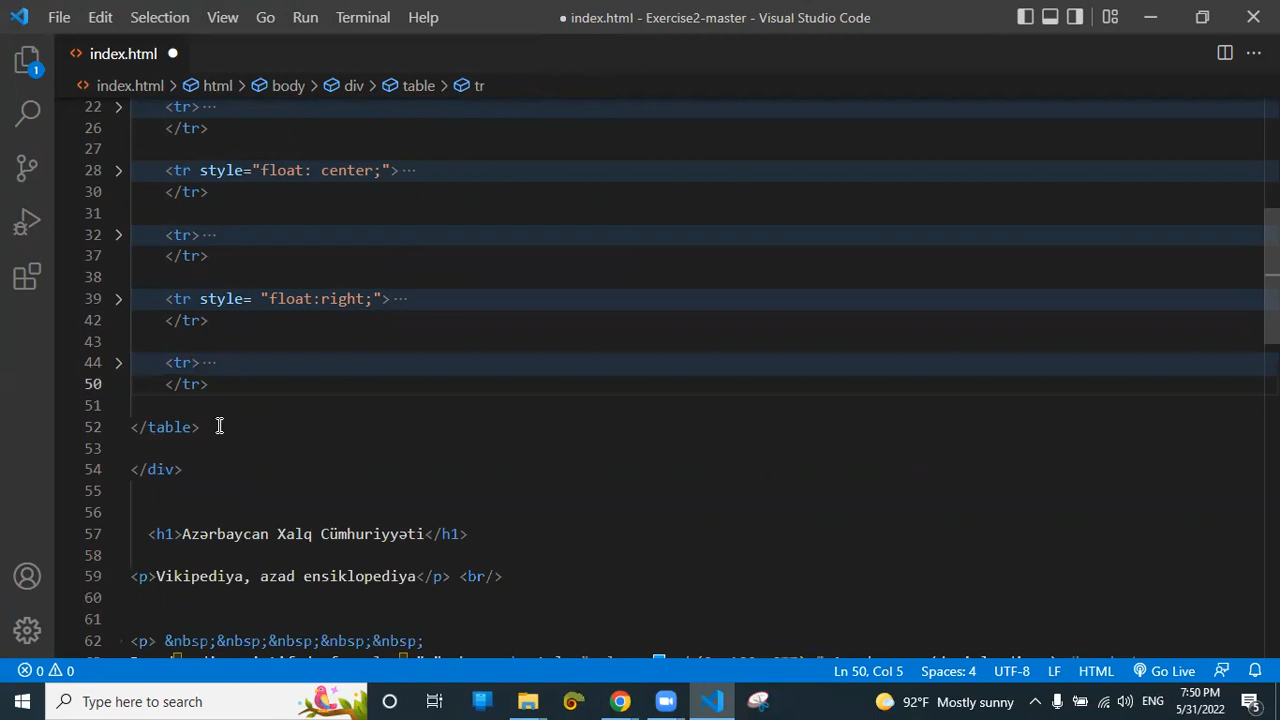 File Edit Selection View Go Run Terminal Help ● index.html - Exercise2-master - Visual Studio Code
<> index.html ●
<> index.html > html > body > div > table > tr
22 <tr>···
26 </tr>
27
28 <tr style="float: center;">···
30 </tr>
31
32 <tr>···
37 </tr>
38
39 <tr style= "float:right;">···
42 </tr>
43
44 <tr>···
50 </tr>
51
52 </table>
53
54 </div>
55
56
57 <h1>Azərbaycan Xalq Cümhuriyyəti</h1>
58
59 <p>Vikipediya, azad ensiklopediya</p> <br/>
60
61
62 <p> &nbsp;&nbsp;&nbsp;&nbsp;&nbsp;
1
0 0 Ln 50, Col 5 Spaces: 4 UTF-8 LF HTML Go Live
Type here to search 92°F Mostly sunny ENG 7:50 PM 5/31/2022 5